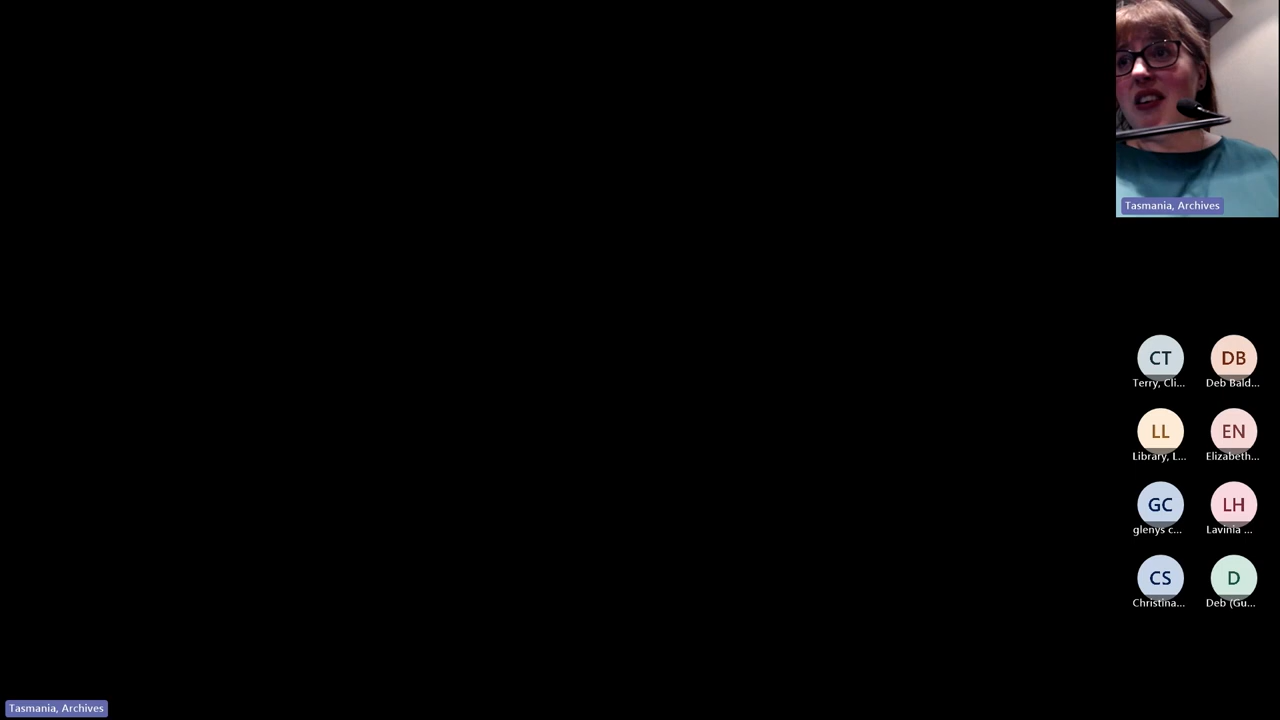 Tasmania, Archives
CT
DB
Terry, Cli...
Deb Bald...
LL
EN
Library, L...
Elizabeth...
GC
LH
glenys c...
Lavinia ...
CS
D
Christina...
Deb (Gu...
Tasmania, Archives